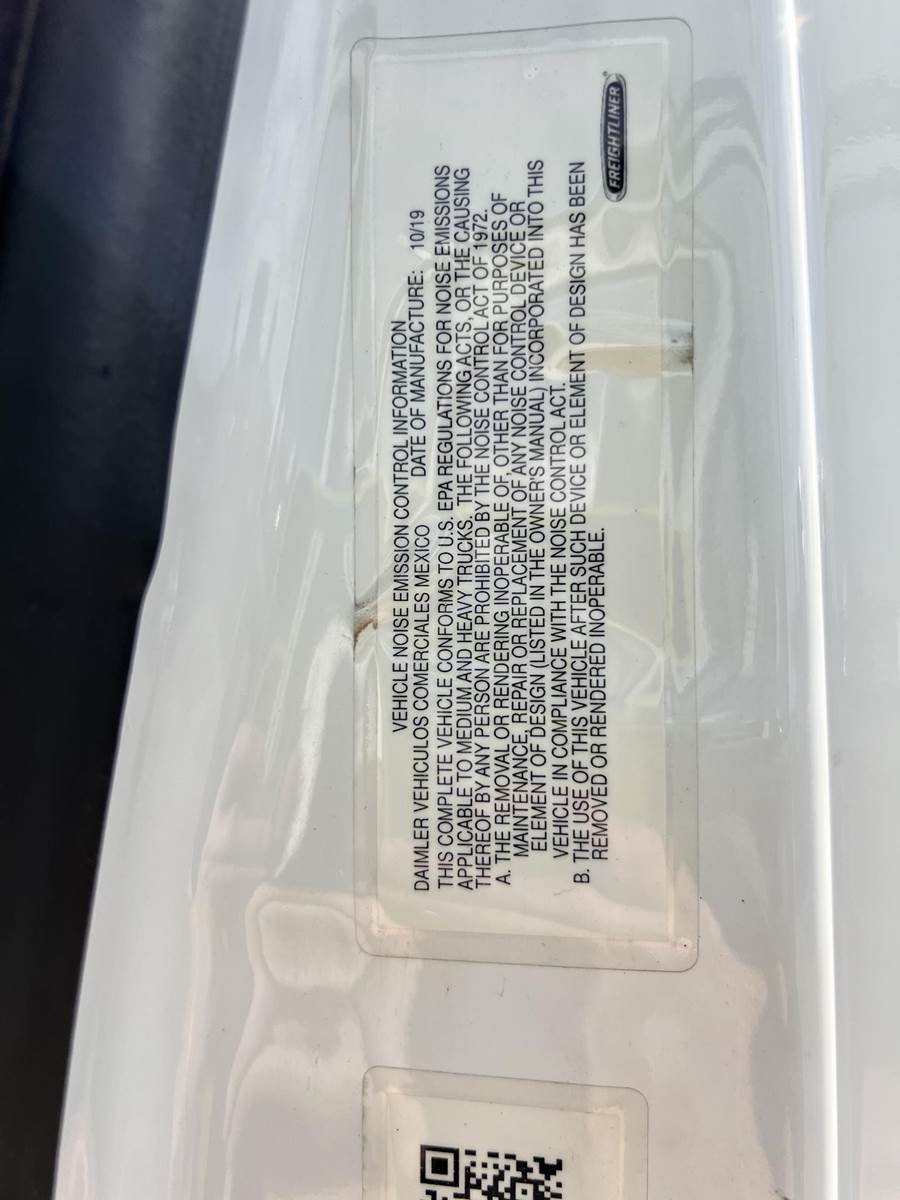 VEHICLE NOISE EMISSION CONTROL INFORMATION
DAIMLER VEHICULOS COMERCIALES MEXICO DATE OF MANUFACTURE: 10/19
THIS COMPLETE VEHICLE CONFORMS TO U.S. EPA REGULATIONS FOR NOISE EMISSIONS
APPLICABLE TO MEDIUM AND HEAVY TRUCKS. THE FOLLOWING ACTS, OR THE CAUSING
THEREOF BY ANY PERSON ARE PROHIBITED BY THE NOISE CONTROL ACT OF 1972.
A. THE REMOVAL OR RENDERING INOPERABLE OF, OTHER THAN FOR PURPOSES OF
MAINTENANCE, REPAIR OR REPLACEMENT OF ANY NOISE CONTROL DEVICE OR
ELEMENT OF DESIGN (LISTED IN THE OWNER'S MANUAL) INCORPORATED INTO THIS
VEHICLE IN COMPLIANCE WITH THE NOISE CONTROL ACT.
B. THE USE OF THIS VEHICLE AFTER SUCH DEVICE OR ELEMENT OF DESIGN HAS BEEN
REMOVED OR RENDERED INOPERABLE.
FREIGHTLINER